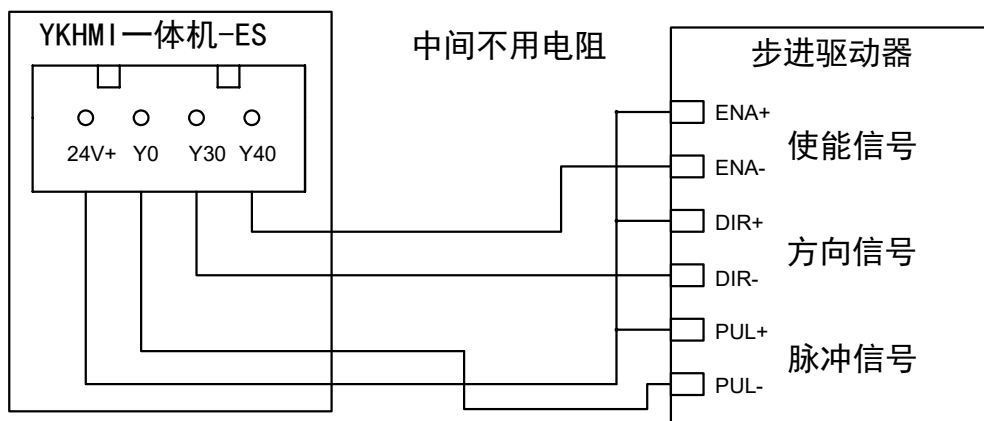 YKHMI一体机-ES
24V+ Y0 Y30 Y40
中间不用电阻
步进驱动器
ENA+
使能信号
ENA-
DIR+
方向信号
DIR-
PUL+
脉冲信号
PUL-